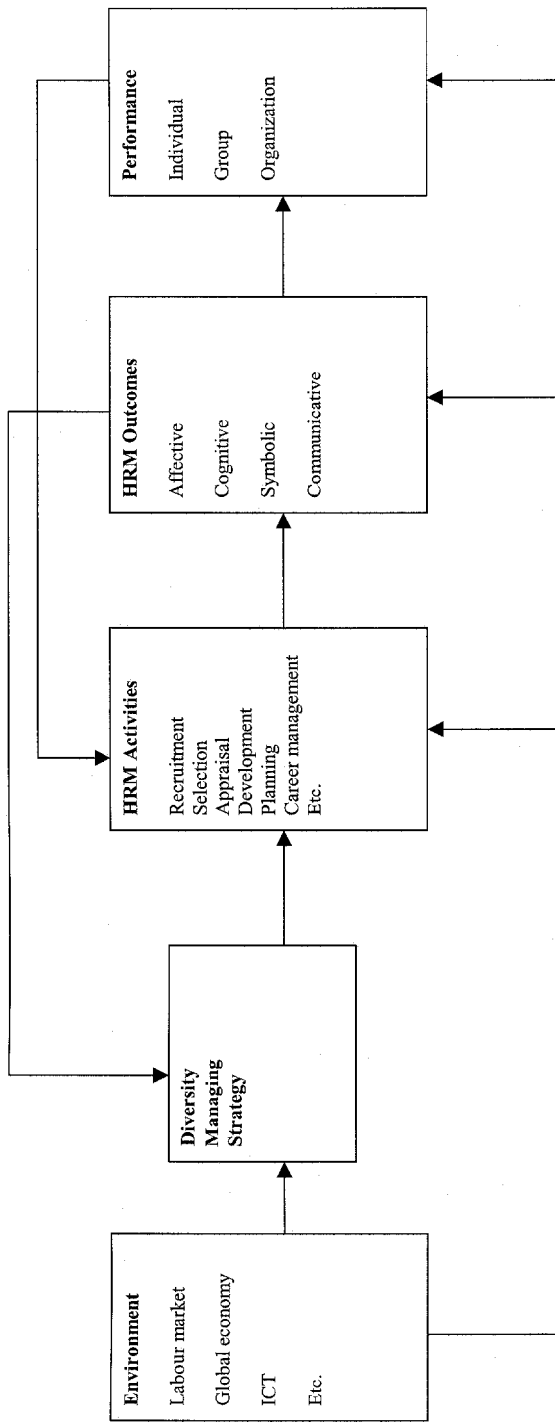 Environment
Labour market
Global economy
ICT
Etc.
Diversity
Managing
Strategy
HRM Activities
Recruitment
Selection
Appraisal
Development
Planning
Career management
Etc.
HRM Outcomes
Affective
Cognitive
Symbolic
Communicative
Performance
Individual
Group
Organization